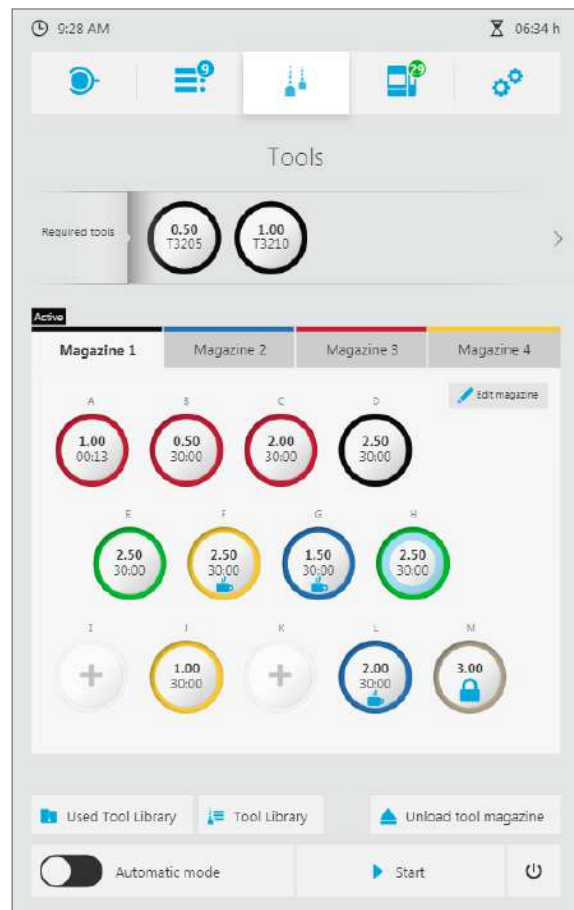 9:28 AM
06:34 h
9
29
Tools
Required tools
0.50
T3205
1.00
T3210
Active
Magazine 1
Magazine 2
Magazine 3
Magazine 4
Edit magazine
A
B
C
D
1.00
00:13
0.50
30:00
2.00
30:00
2.50
30:00
E
F
G
H
2.50
30:00
2.50
30:00
1.50
30:00
2.50
30:00
I
J
K
L
M
1.00
30:00
2.00
30:00
3.00
Used Tool Library
Tool Library
Unload tool magazine
Automatic mode
Start